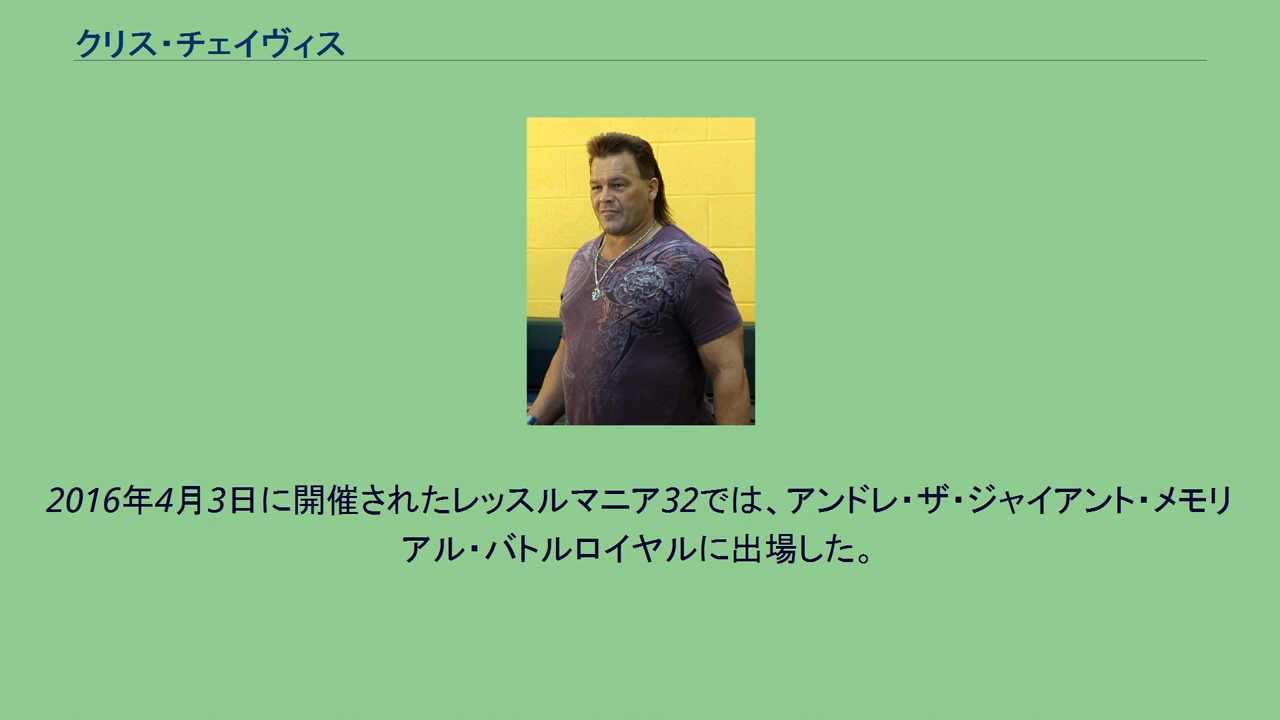 クリス・チェイヴィス
2016年4月3日に開催されたレッスルマニア32では、アンドレ・ザ・ジャイアント・メモリ
アル・バトルロイヤルに出場した。